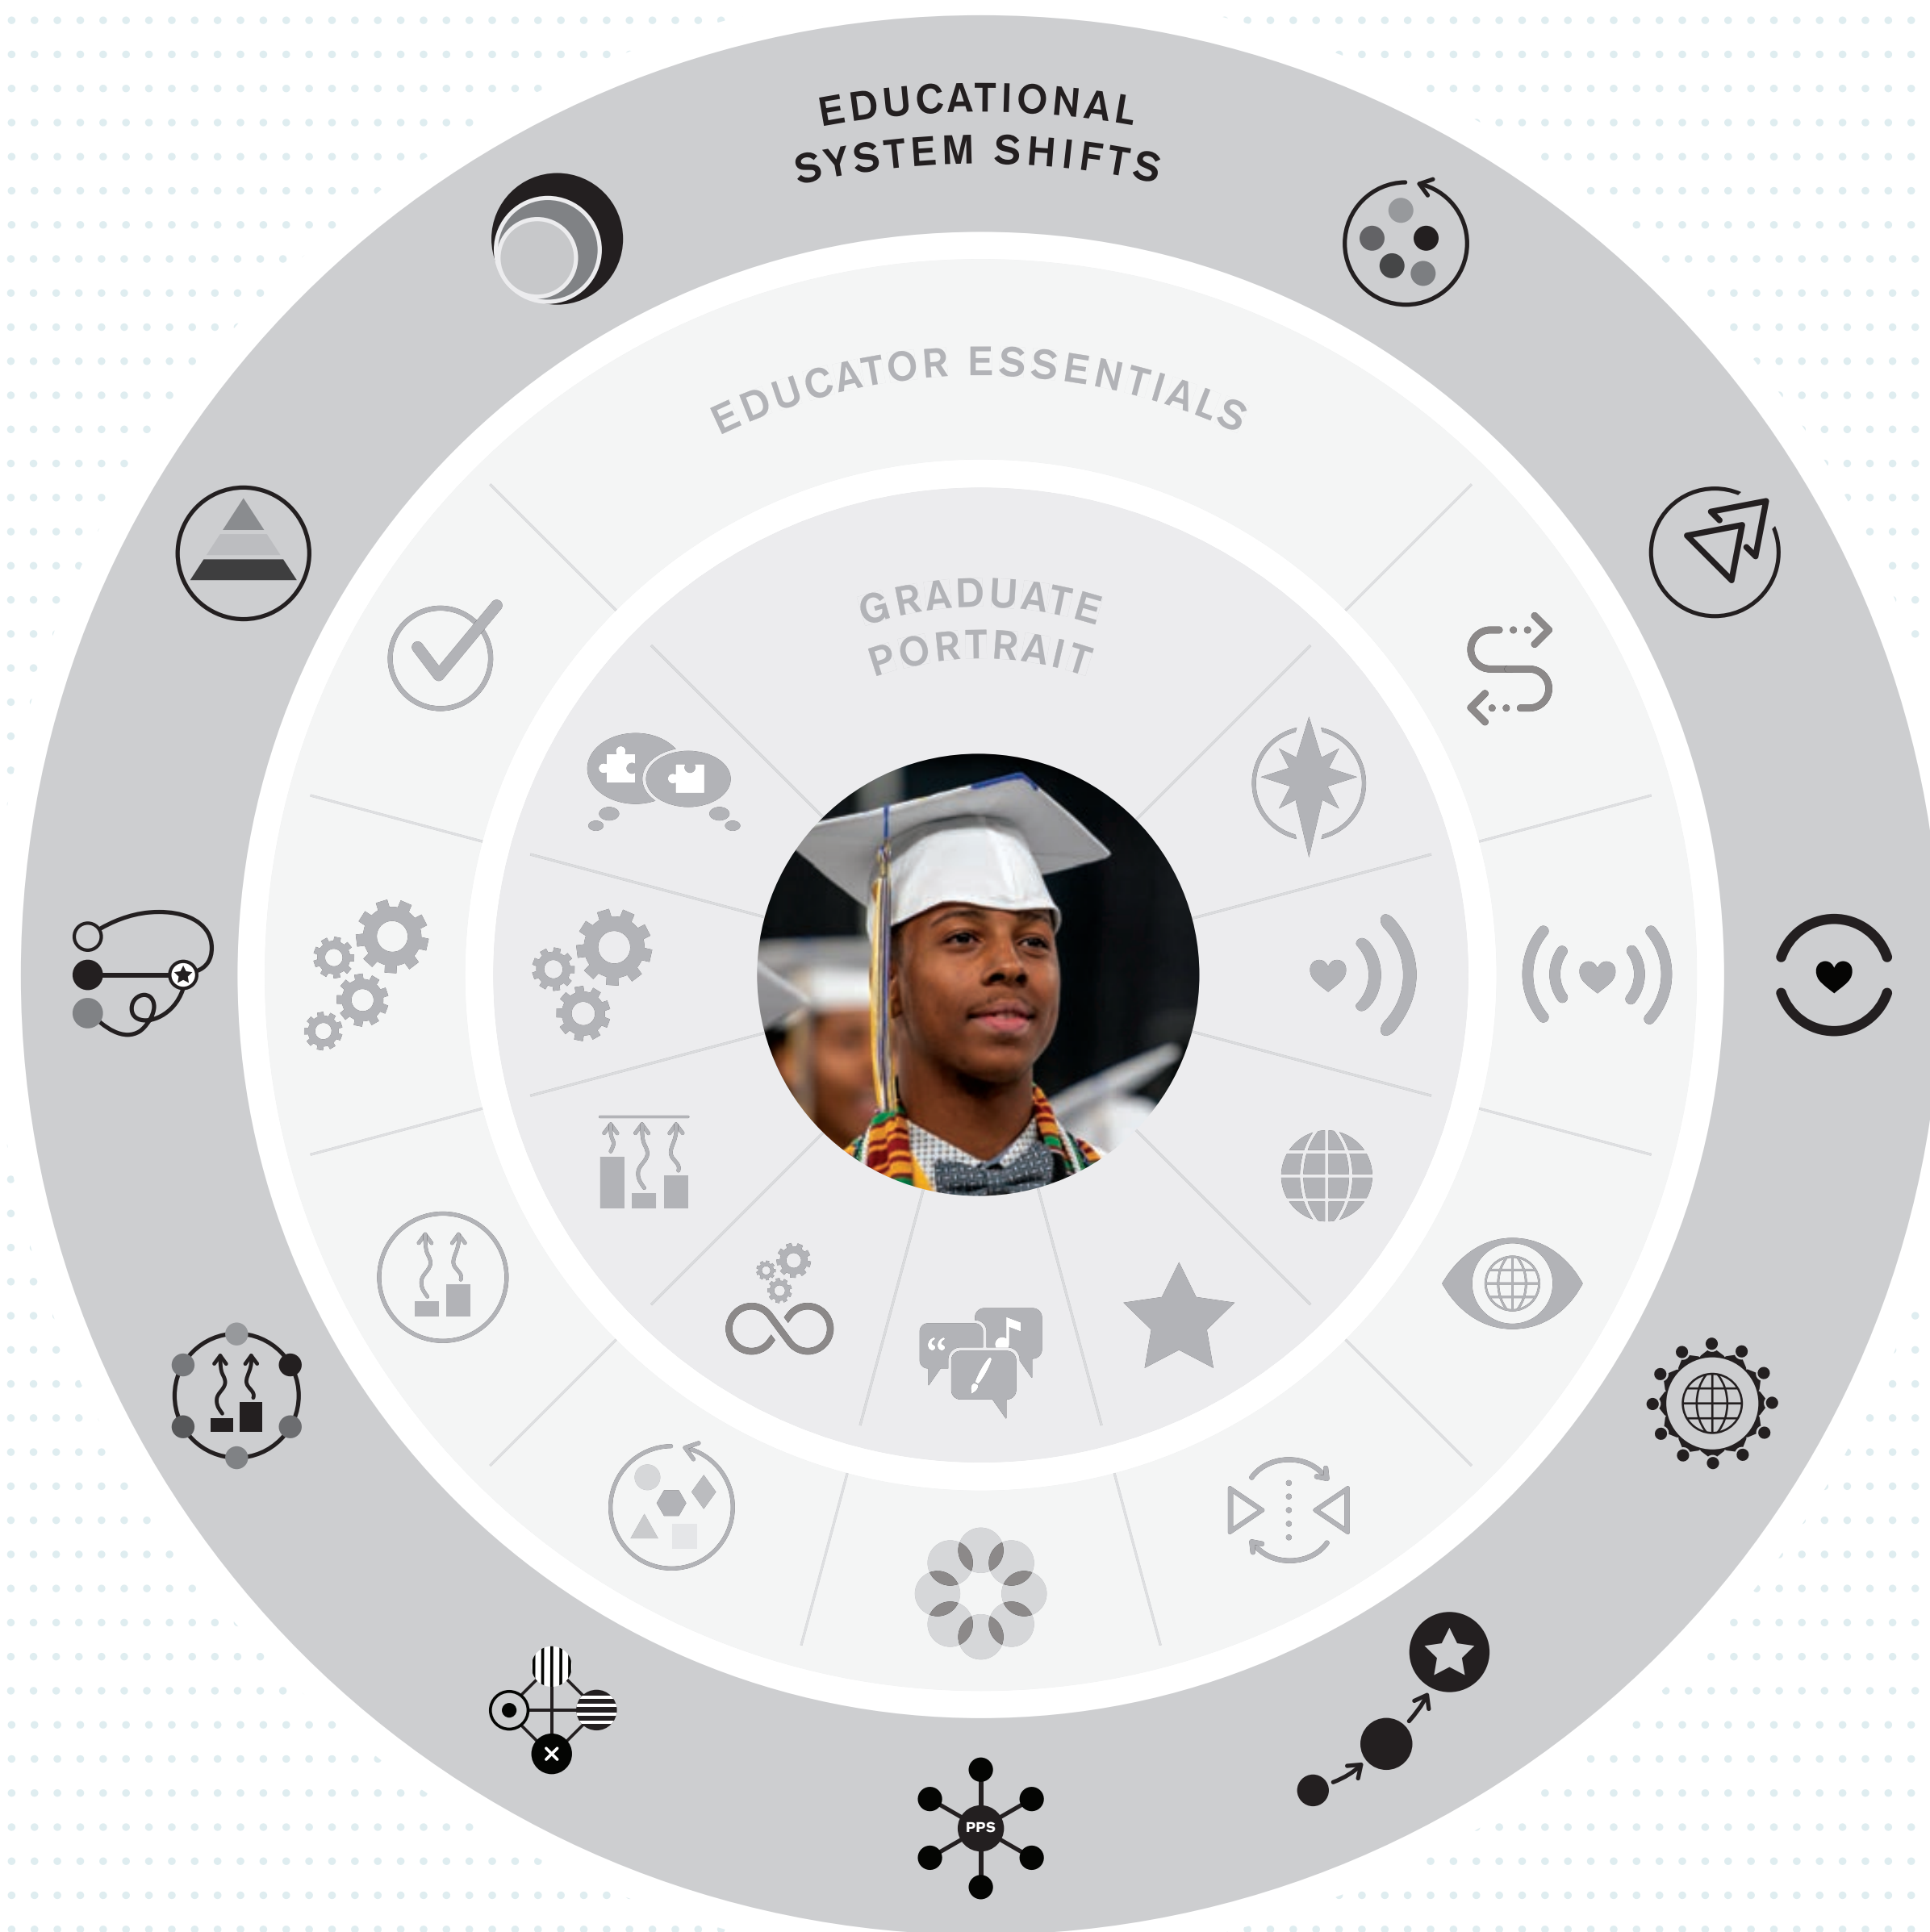 EDUCATIONAL
SYSTEM SHIFTS
EDUCATOR ESSENTIALS
GRADUATE
PORTRAIT
PPS